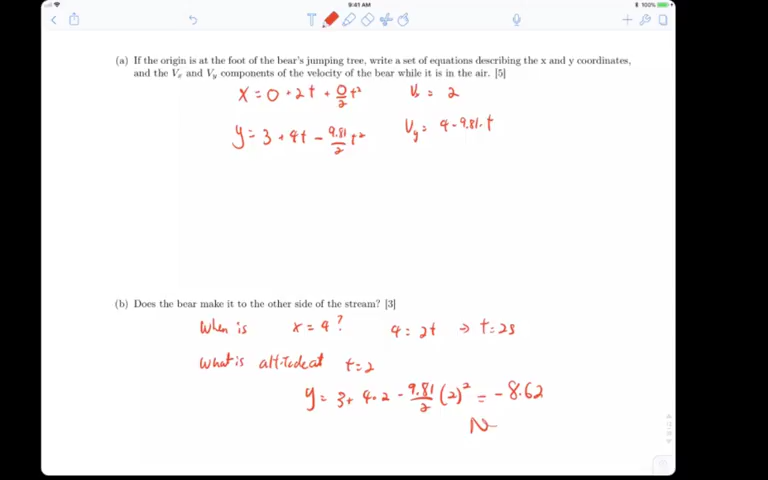 9:41 AM
100%
(a) If the origin is at the foot of the bear's jumping tree, write a set of equations describing the x and y coordinates,
and the Vx and Vy components of the velocity of the bear while it is in the air. [5]
x = 0 + 2t + 0/2 t² Vx = 2
y = 3 + 4t - 9.81/2 t² Vy = 4 - 9.81·t
(b) Does the bear make it to the other side of the stream? [3]
When is x = 4? 4 = 2t → t = 2s
What is altitude at t = 2
y = 3 + 4·2 - 9.81/2 (2)² = -8.62
N